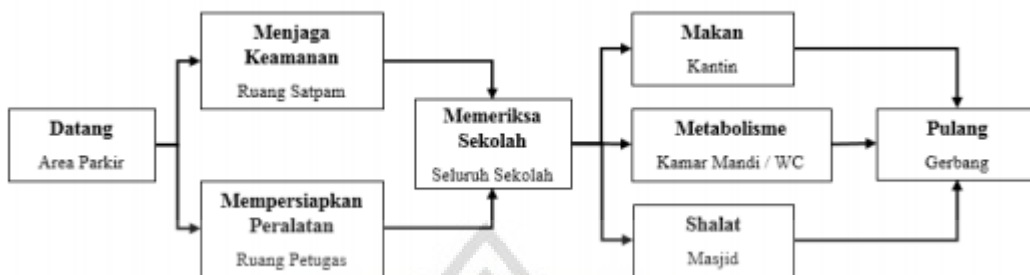 Datang
Area Parkir
Menjaga
Keamanan
Ruang Satpam
Mempersiapkan
Peralatan
Ruang Petugas
Memeriksa
Sekolah
Seluruh Sekolah
Makan
Kantin
Metabolisme
Kamar Mandi / WC
Shalat
Masjid
Pulang
Gerbang